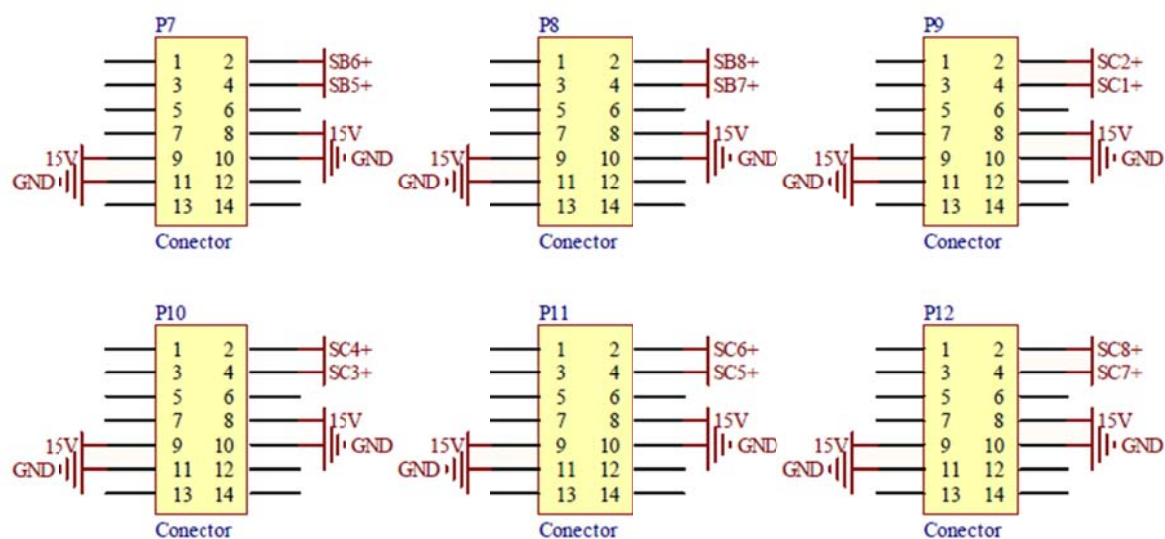 P7 P8 P9
1 2 SB6+ 1 2 SB8+ 1 2 SC2+
3 4 SB5+ 3 4 SB7+ 3 4 SC1+
5 6 5 6 5 6
7 8 15V 7 8 15V 7 8 15V
15V 9 10 GND 15V 9 10 GND 15V 9 10 GND
GND 11 12 GND 11 12 GND 11 12
13 14 13 14 13 14
Conector Conector Conector
P10 P11 P12
1 2 SC4+ 1 2 SC6+ 1 2 SC8+
3 4 SC3+ 3 4 SC5+ 3 4 SC7+
5 6 5 6 5 6
7 8 15V 7 8 15V 7 8 15V
15V 9 10 GND 15V 9 10 GND 15V 9 10 GND
GND 11 12 GND 11 12 GND 11 12
13 14 13 14 13 14
Conector Conector Conector